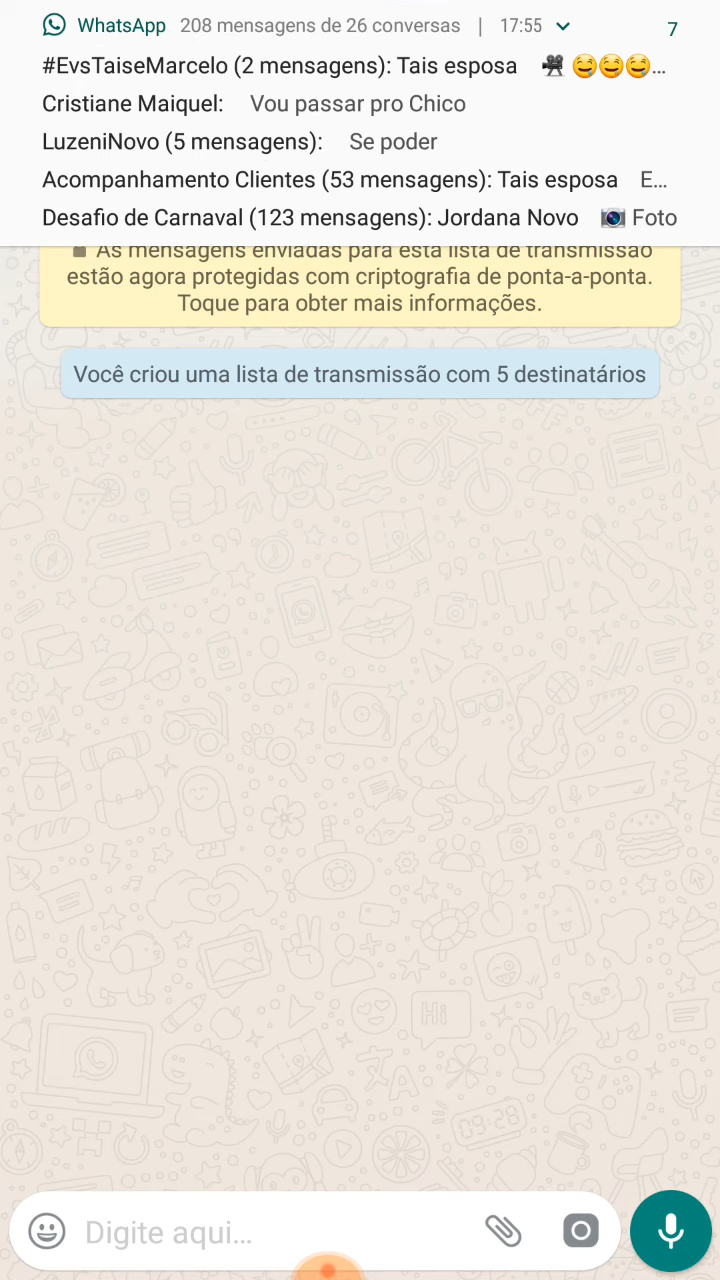 WhatsApp 208 mensagens de 26 conversas | 17:55 7
#EvsTaiseMarcelo (2 mensagens): Tais esposa 🎥 🤤🤤🤤...
Cristiane Maiquel: Vou passar pro Chico
LuzeniNovo (5 mensagens): Se poder
Acompanhamento Clientes (53 mensagens): Tais esposa E...
Desafio de Carnaval (123 mensagens): Jordana Novo 📷 Foto
As mensagens enviadas para esta lista de transmissão
estão agora protegidas com criptografia de ponta-a-ponta.
Toque para obter mais informações.
Você criou uma lista de transmissão com 5 destinatários
Hi
09:28
Digite aqui...